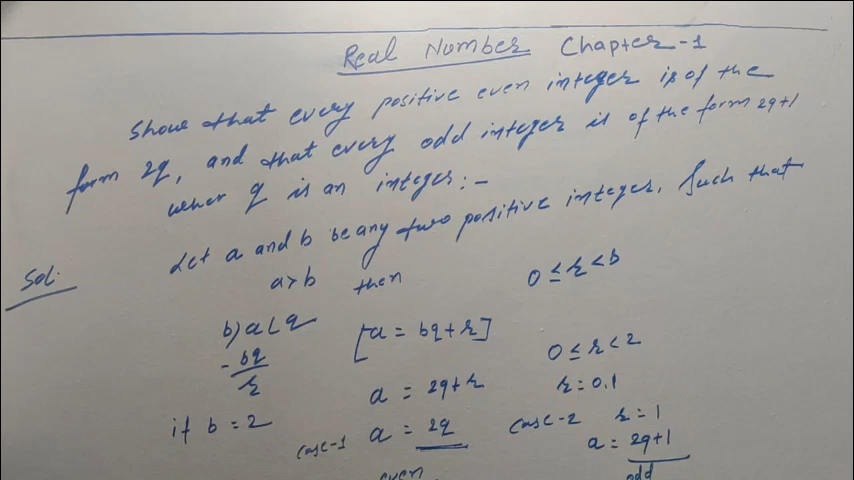 Real Number Chapter-1
Show that every positive even integer is of the
form 2q, and that every odd integer is of the form 2q+1
wher q is an integer:-
Sol. Let a and b be any two positive integer. Such that
a>b then 0 ≤ r < b
b)a(q [a = bq+r]
-bq 0 ≤ r < 2
r a = 2q+r r = 0.1
if b = 2 case-1 a = 2q case-2 r = 1
a = 2q+1
even odd